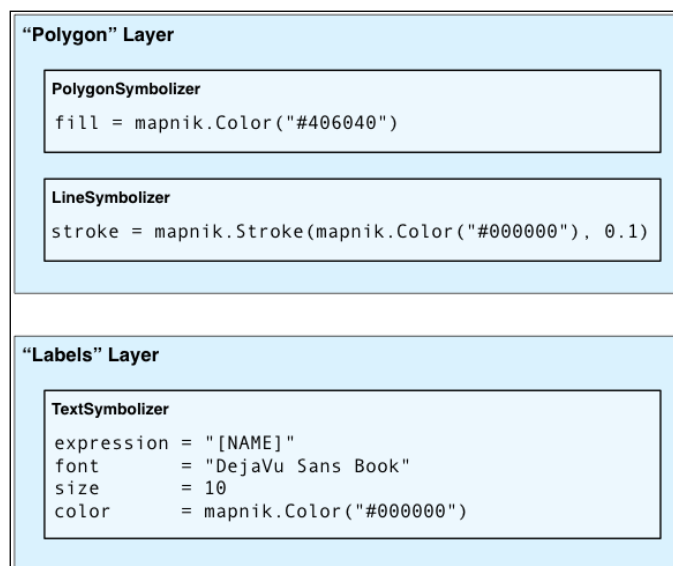 “Polygon” Layer
PolygonSymbolizer
fill = mapnik.Color("#406040")
LineSymbolizer
stroke = mapnik.Stroke(mapnik.Color("#000000"), 0.1)
“Labels” Layer
TextSymbolizer
expression = "[NAME]"
font       = "DejaVu Sans Book"
size       = 10
color      = mapnik.Color("#000000")